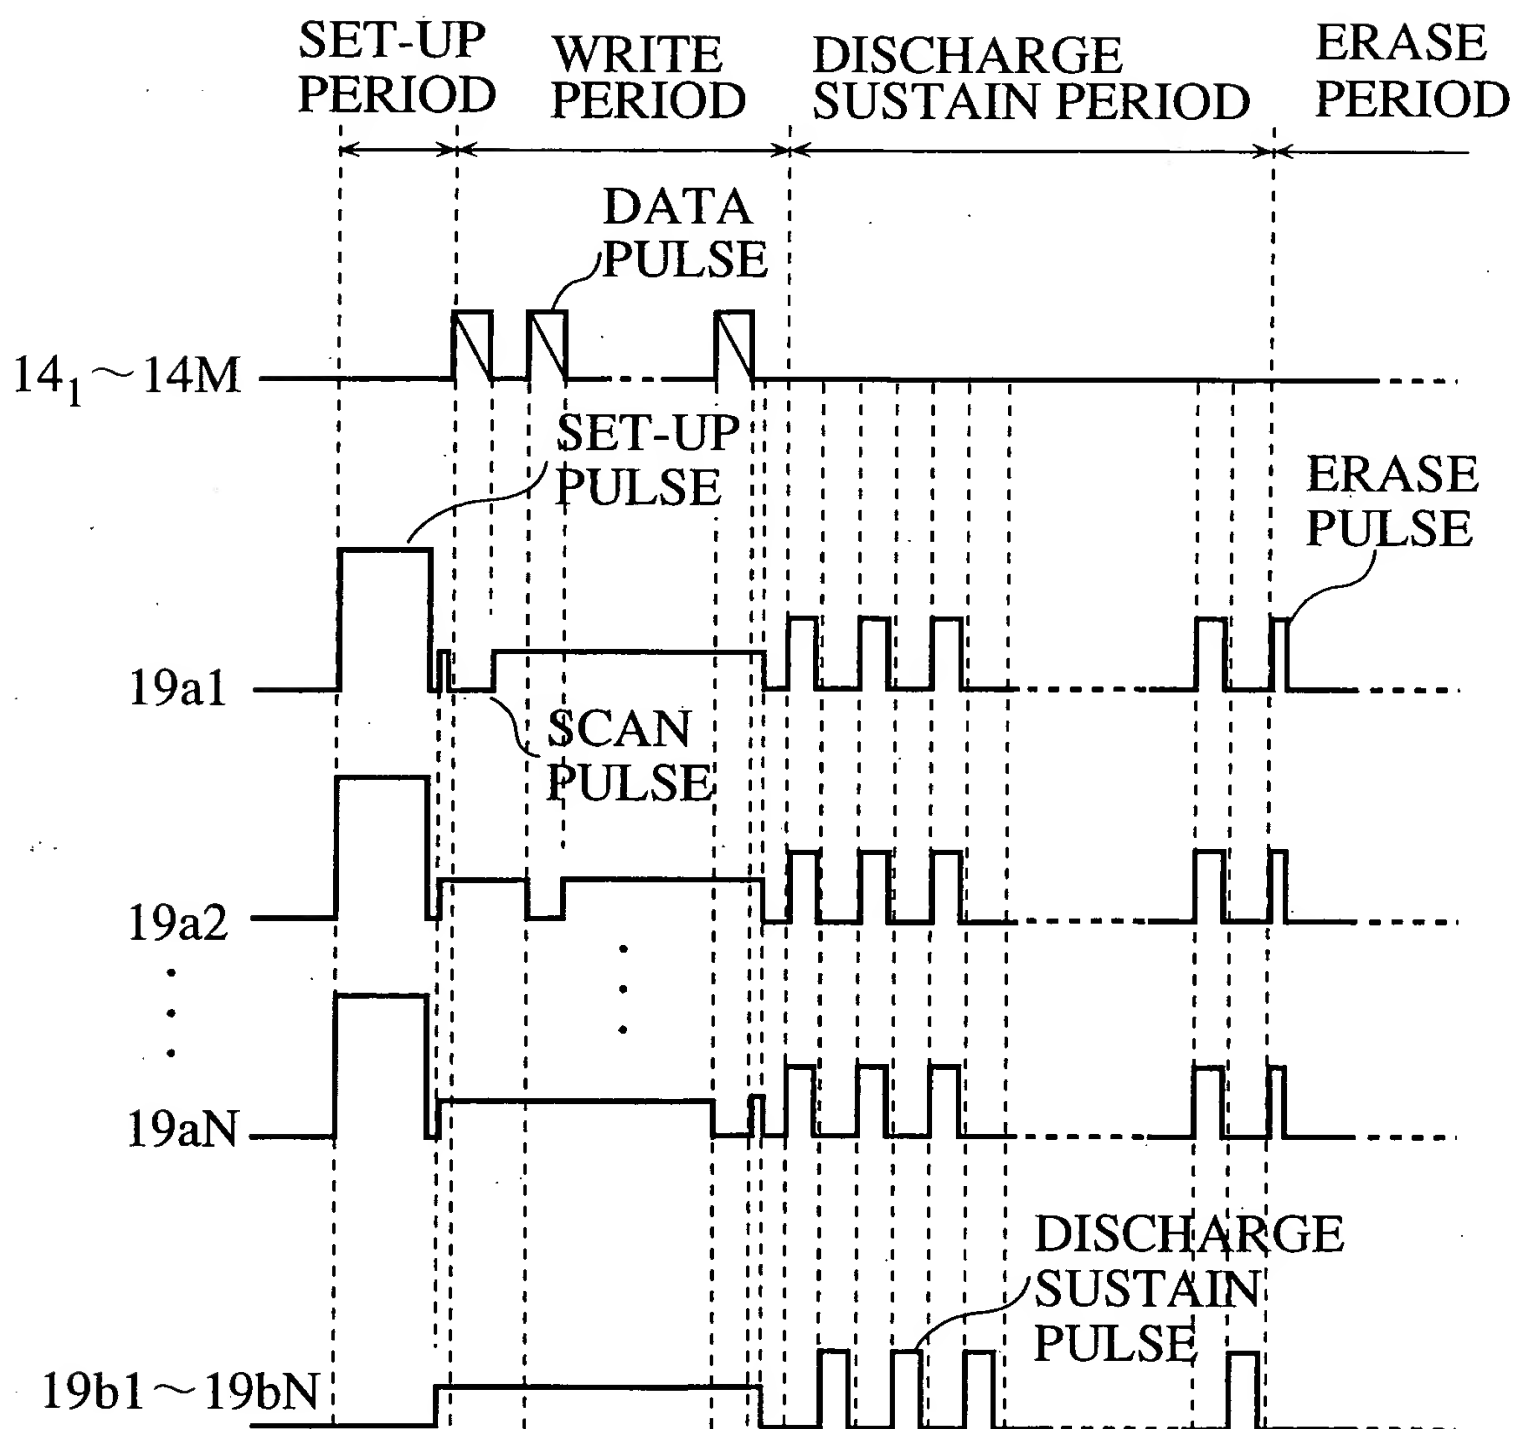 SET-UP
PERIOD
WRITE
PERIOD
DISCHARGE
SUSTAIN PERIOD
ERASE
PERIOD
DATA
PULSE
14₁~14M
SET-UP
PULSE
ERASE
PULSE
19a1
SCAN
PULSE
19a2
19aN
DISCHARGE
SUSTAIN
PULSE
19b1~19bN